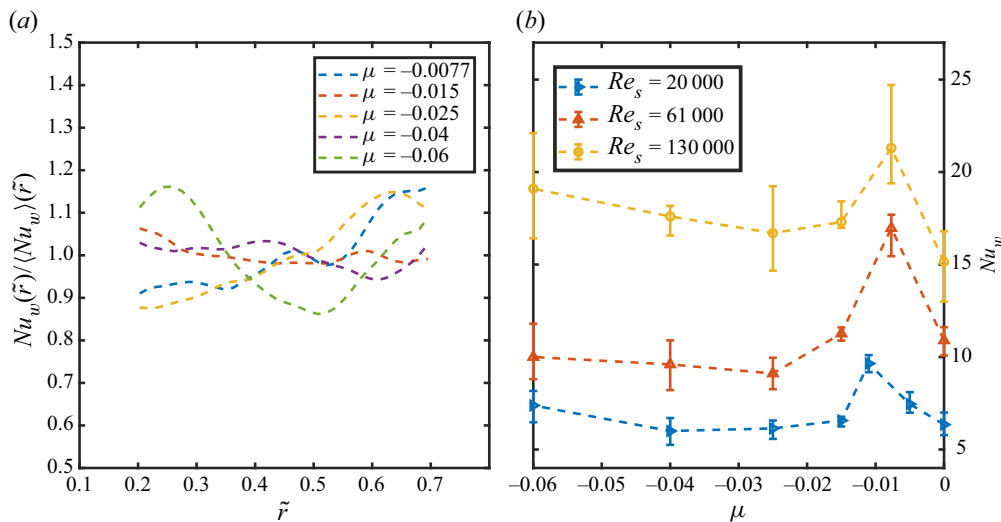 (a)
1.5
1.4
1.3
1.2
1.1
1.0
0.9
0.8
0.7
0.6
0.5
Nu_w(r̃)/⟨Nu_w⟩(r̃)
μ = –0.0077
μ = –0.015
μ = –0.025
μ = –0.04
μ = –0.06
0.1 0.2 0.3 0.4 0.5 0.6 0.7
r̃
(b)
Re_s = 20 000
Re_s = 61 000
Re_s = 130 000
25
20
15
10
5
Nu_w
–0.06 –0.05 –0.04 –0.03 –0.02 –0.01 0
μ